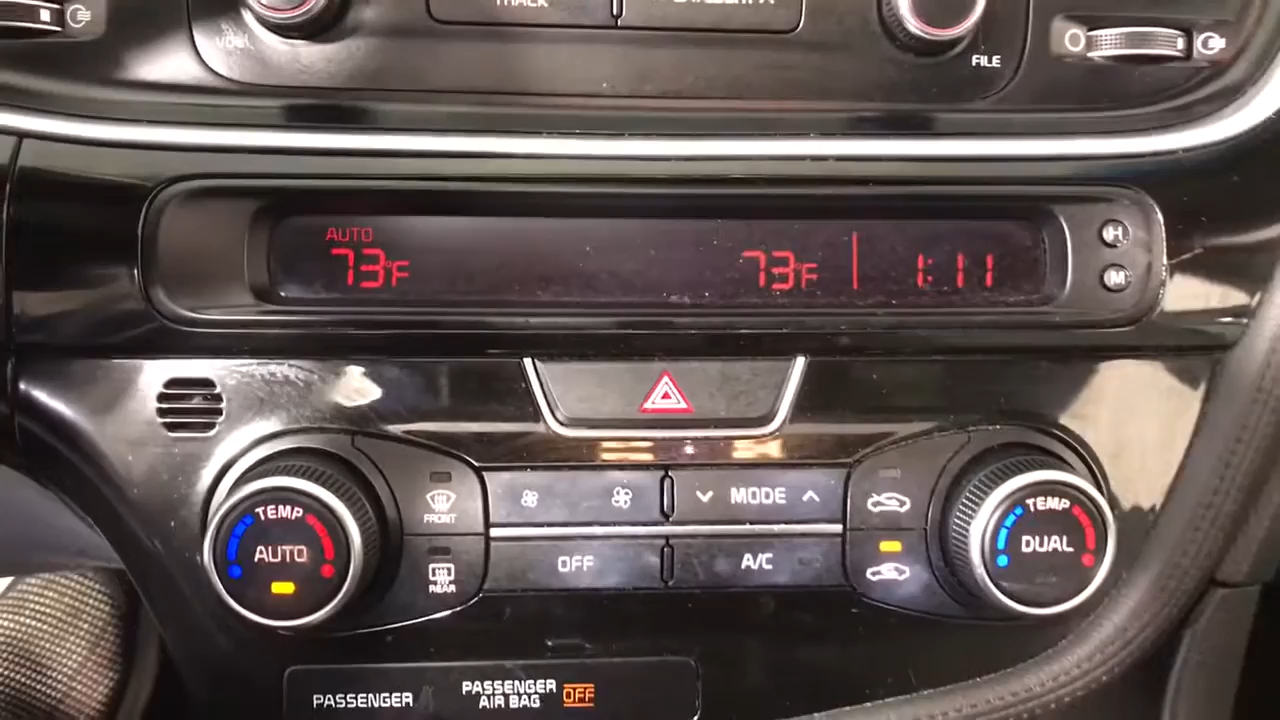 TRACK
FILE
AUTO
73°F
73°F
1:11
H
M
TEMP
AUTO
FRONT
REAR
MODE
OFF
A/C
TEMP
DUAL
PASSENGER
PASSENGER
AIR BAG
OFF